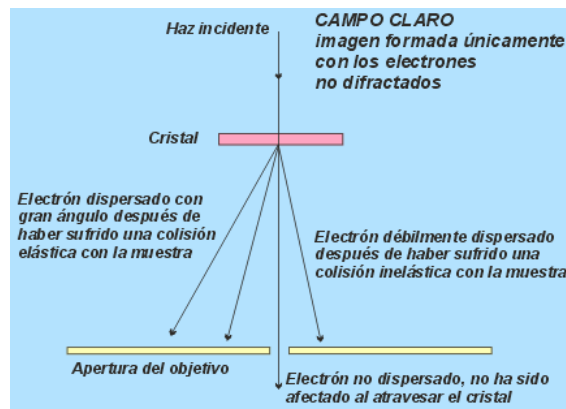 Haz incidente
CAMPO CLARO
imagen formada únicamente
con los electrones
no difractados
Cristal
Electrón dispersado con
gran ángulo después de
haber sufrido una colisión
elástica con la muestra
Electrón débilmente dispersado
después de haber sufrido una
colisión inelástica con la muestra
Apertura del objetivo
Electrón no dispersado, no ha sido
afectado al atravesar el cristal